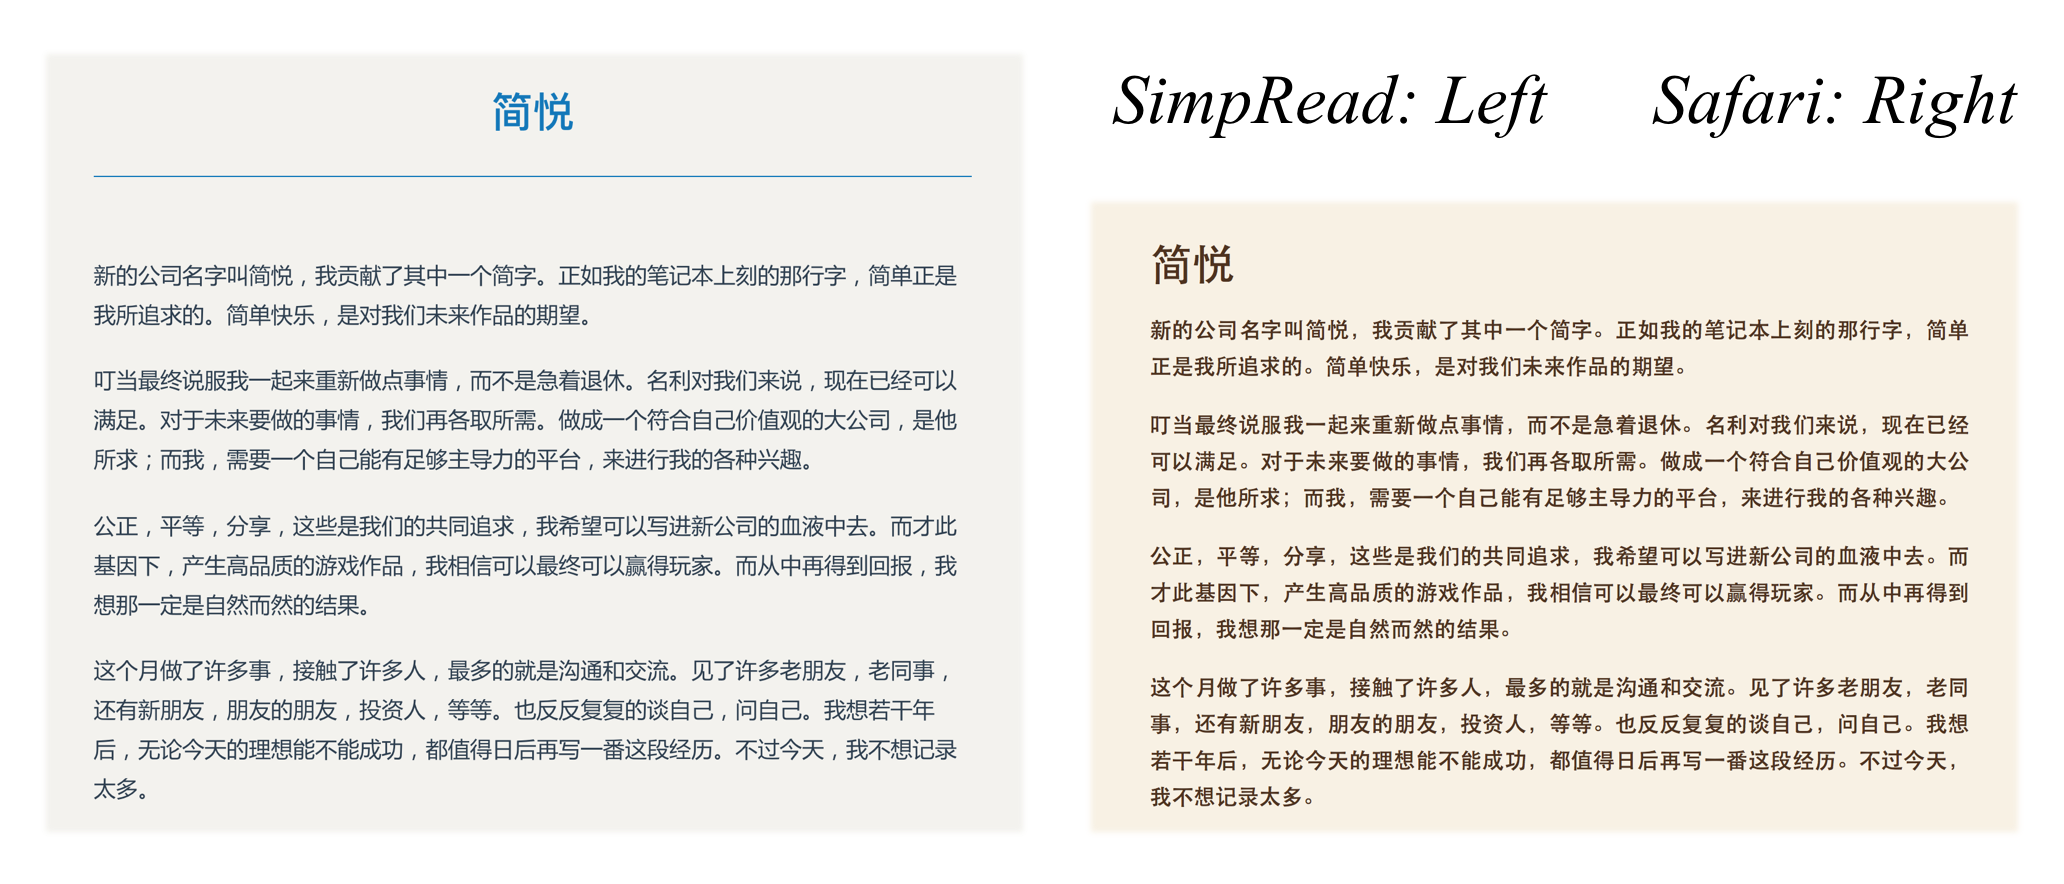 简悦
新的公司名字叫简悦，我贡献了其中一个简字。正如我的笔记本上刻的那行字，简单正是
我所追求的。简单快乐，是对我们未来作品的期望。
叮当最终说服我一起来重新做点事情，而不是急着退休。名利对我们来说，现在已经可以
满足。对于未来要做的事情，我们再各取所需。做成一个符合自己价值观的大公司，是他
所求；而我，需要一个自己能有足够主导力的平台，来进行我的各种兴趣。
公正，平等，分享，这些是我们的共同追求，我希望可以写进新公司的血液中去。而才此
基因下，产生高品质的游戏作品，我相信可以最终可以赢得玩家。而从中再得到回报，我
想那一定是自然而然的结果。
这个月做了许多事，接触了许多人，最多的就是沟通和交流。见了许多老朋友，老同事，
还有新朋友，朋友的朋友，投资人，等等。也反反复复的谈自己，问自己。我想若干年
后，无论今天的理想能不能成功，都值得日后再写一番这段经历。不过今天，我不想记录
太多。
SimpRead: Left Safari: Right
简悦
新的公司名字叫简悦，我贡献了其中一个简字。正如我的笔记本上刻的那行字，简单
正是我所追求的。简单快乐，是对我们未来作品的期望。
叮当最终说服我一起来重新做点事情，而不是急着退休。名利对我们来说，现在已经
可以满足。对于未来要做的事情，我们再各取所需。做成一个符合自己价值观的大公
司，是他所求；而我，需要一个自己能有足够主导力的平台，来进行我的各种兴趣。
公正，平等，分享，这些是我们的共同追求，我希望可以写进新公司的血液中去。而
才此基因下，产生高品质的游戏作品，我相信可以最终可以赢得玩家。而从中再得到
回报，我想那一定是自然而然的结果。
这个月做了许多事，接触了许多人，最多的就是沟通和交流。见了许多老朋友，老同
事，还有新朋友，朋友的朋友，投资人，等等。也反反复复的谈自己，问自己。我想
若干年后，无论今天的理想能不能成功，都值得日后再写一番这段经历。不过今天，
我不想记录太多。